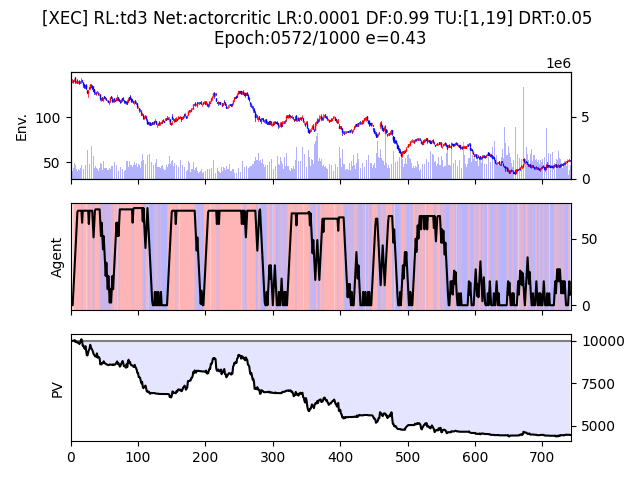 [XEC] RL:td3 Net:actorcritic LR:0.0001 DF:0.99 TU:[1,19] DRT:0.05
Epoch:0572/1000 e=0.43
1e6
Env.
100
50
5
0
Agent
50
0
PV
10000
7500
5000
0 100 200 300 400 500 600 700